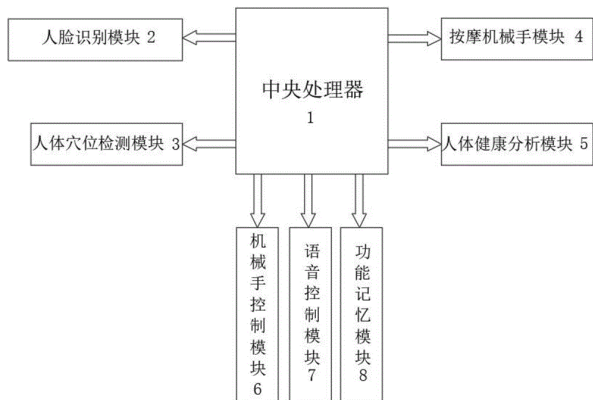 人脸识别模块 2
中央处理器
1
按摩机械手模块 4
人体穴位检测模块 3
人体健康分析模块 5
机械手控制模块6
语音控制模块7
功能记忆模块8